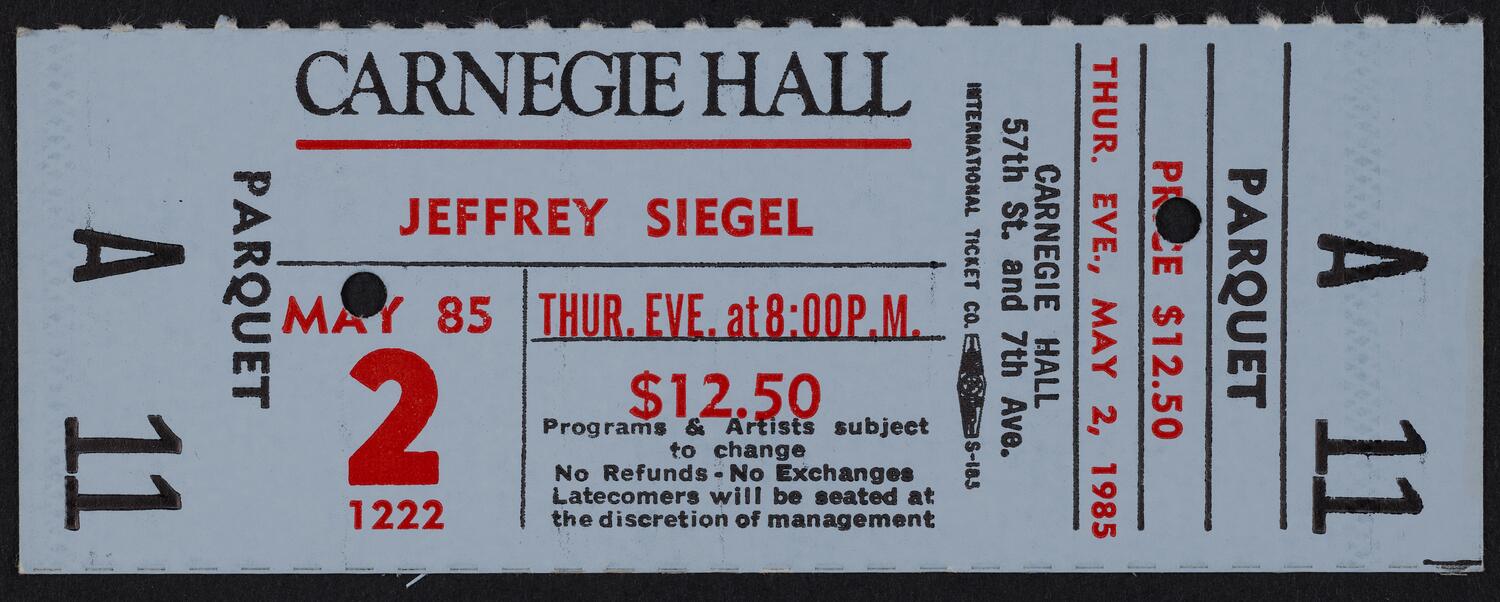 CARNEGIE HALL
JEFFREY SIEGEL
PARQUET
A 11
MAY 85
2
1222
THUR. EVE. at 8:00 P.M.
$12.50
Programs & Artists subject
to change
No Refunds - No Exchanges
Latecomers will be seated at
the discretion of management
PARQUET
PRICE $12.50
THUR. EVE., MAY 2, 1985
CARNEGIE HALL
57th St. and 7th Ave.
INTERNATIONAL TICKET CO. S-183
A 11